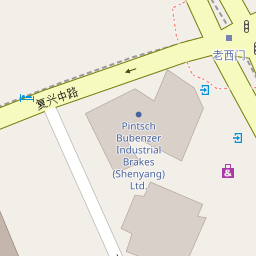 老西门
复兴中路
Pintsch
Bubenzer
Industrial
Brakes
(Shenyang)
Ltd.